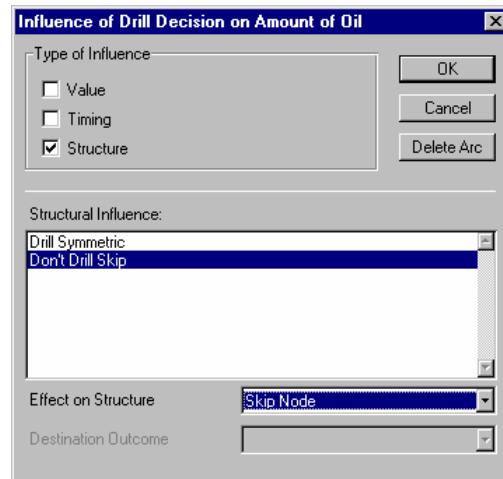 Influence of Drill Decision on Amount of Oil
Type of Influence
Value
Timing
Structure
OK
Cancel
Delete Arc
Structural Influence:
Drill Symmetric
Don't Drill Skip
Effect on Structure
Skip Node
Destination Outcome